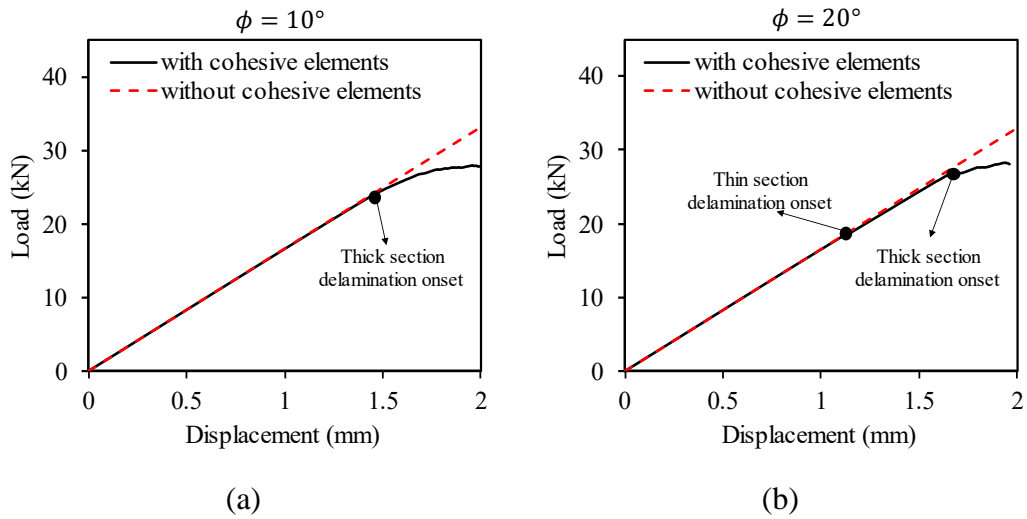 ϕ = 10°
with cohesive elements
without cohesive elements
40
30
20
10
0
Load (kN)
Thick section
delamination onset
0 0.5 1 1.5 2
Displacement (mm)
(a)
ϕ = 20°
with cohesive elements
without cohesive elements
40
30
20
10
0
Load (kN)
Thin section
delamination onset
Thick section
delamination onset
0 0.5 1 1.5 2
Displacement (mm)
(b)